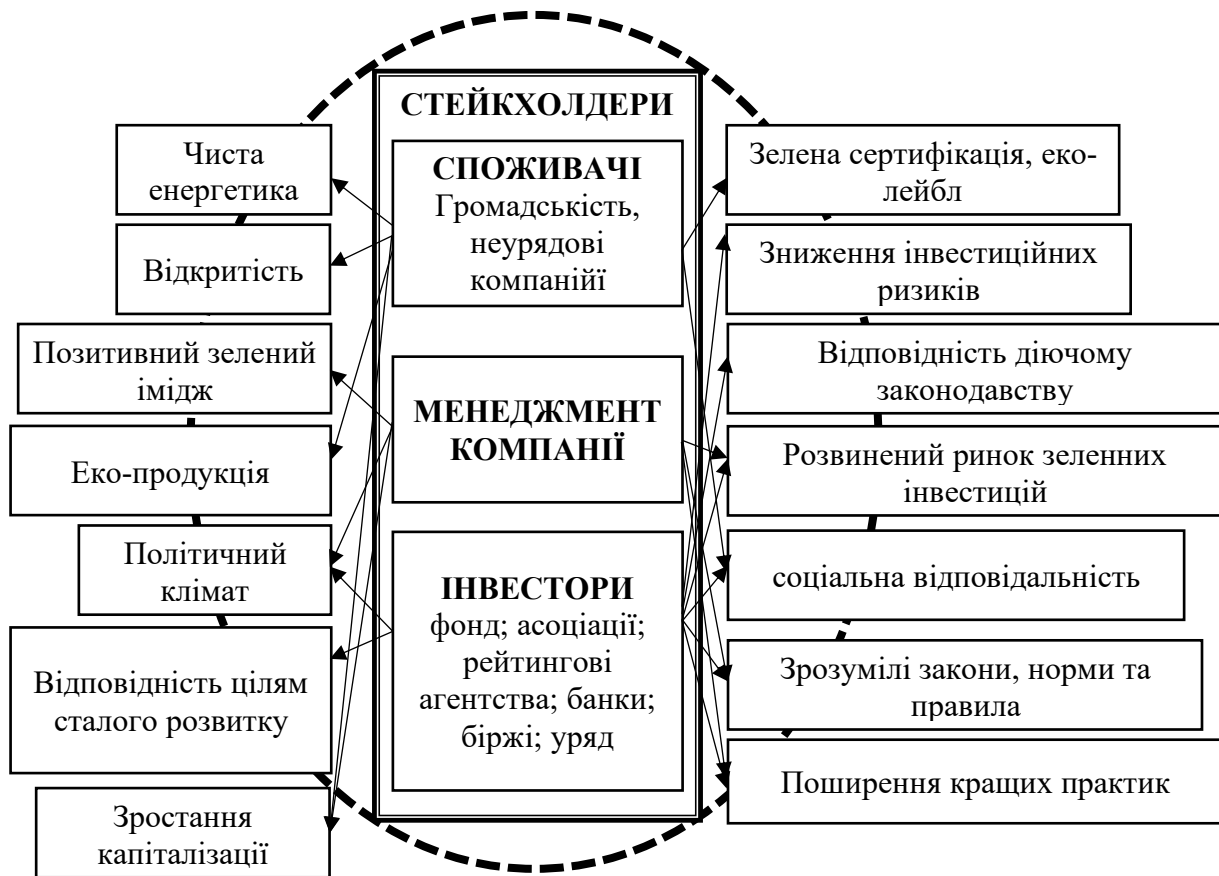 СТЕЙКХОЛДЕРИ
Чиста
енергетика
Відкритість
Позитивний зелений
імідж
Еко-продукція
Політичний
клімат
Відповідність цілям
сталого розвитку
Зростання
капіталізації
СПОЖИВАЧІ
Громадськість,
неурядові
компанійї
МЕНЕДЖМЕНТ
КОМПАНІЇ
ІНВЕСТОРИ
фонд; асоціації;
рейтингові
агентства; банки;
біржі; уряд
Зелена сертифікація, еко-
лейбл
Зниження інвестиційних
ризиків
Відповідність діючому
законодавству
Розвинений ринок зеленних
інвестицій
соціальна відповідальність
Зрозумілі закони, норми та
правила
Поширення кращих практик